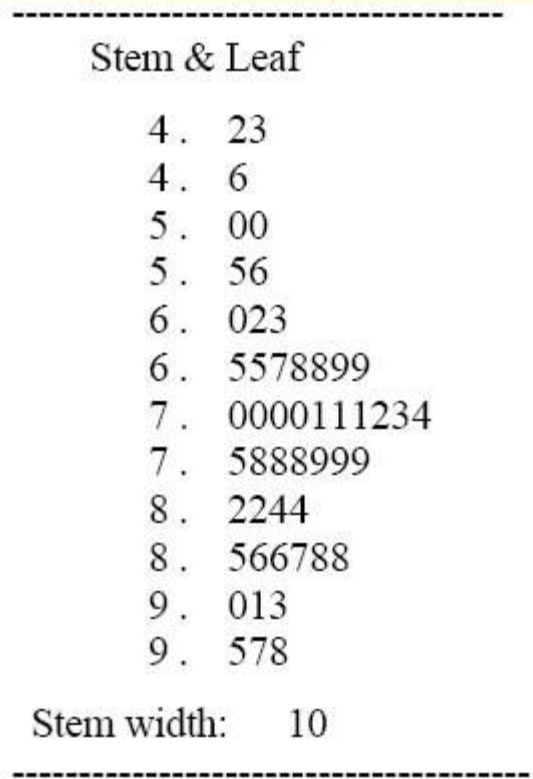 Stem & Leaf
4 . 23
4 . 6
5 . 00
5 . 56
6 . 023
6 . 5578899
7 . 0000111234
7 . 5888999
8 . 2244
8 . 566788
9 . 013
9 . 578
Stem width: 10